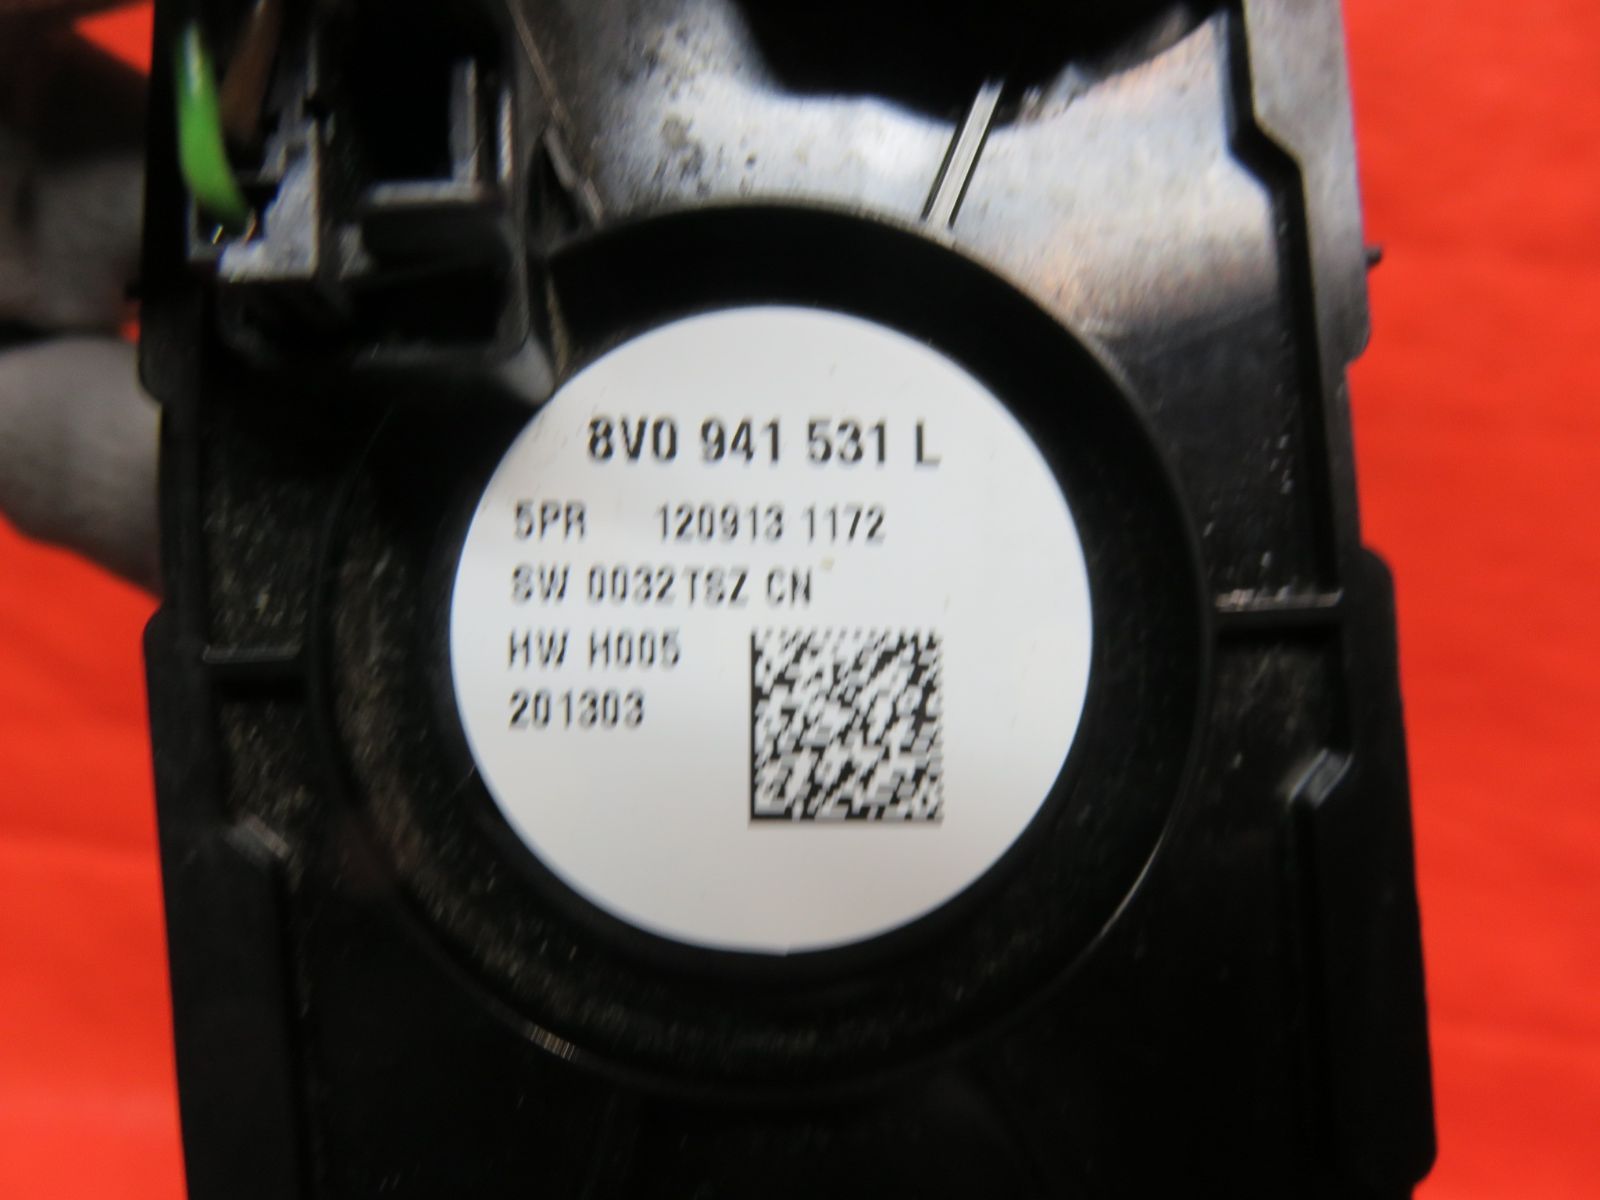 8V0 941 531 L
5PR 120913 1172
SW 0032 TSZ CN
HW H005
201303